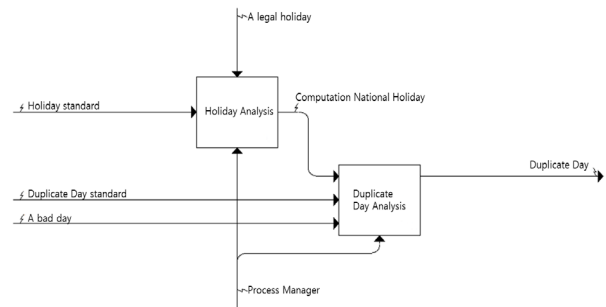 A legal holiday
Holiday standard
Holiday Analysis
Computation National Holiday
Duplicate Day
Duplicate Day standard
Duplicate
Day Analysis
A bad day
Process Manager